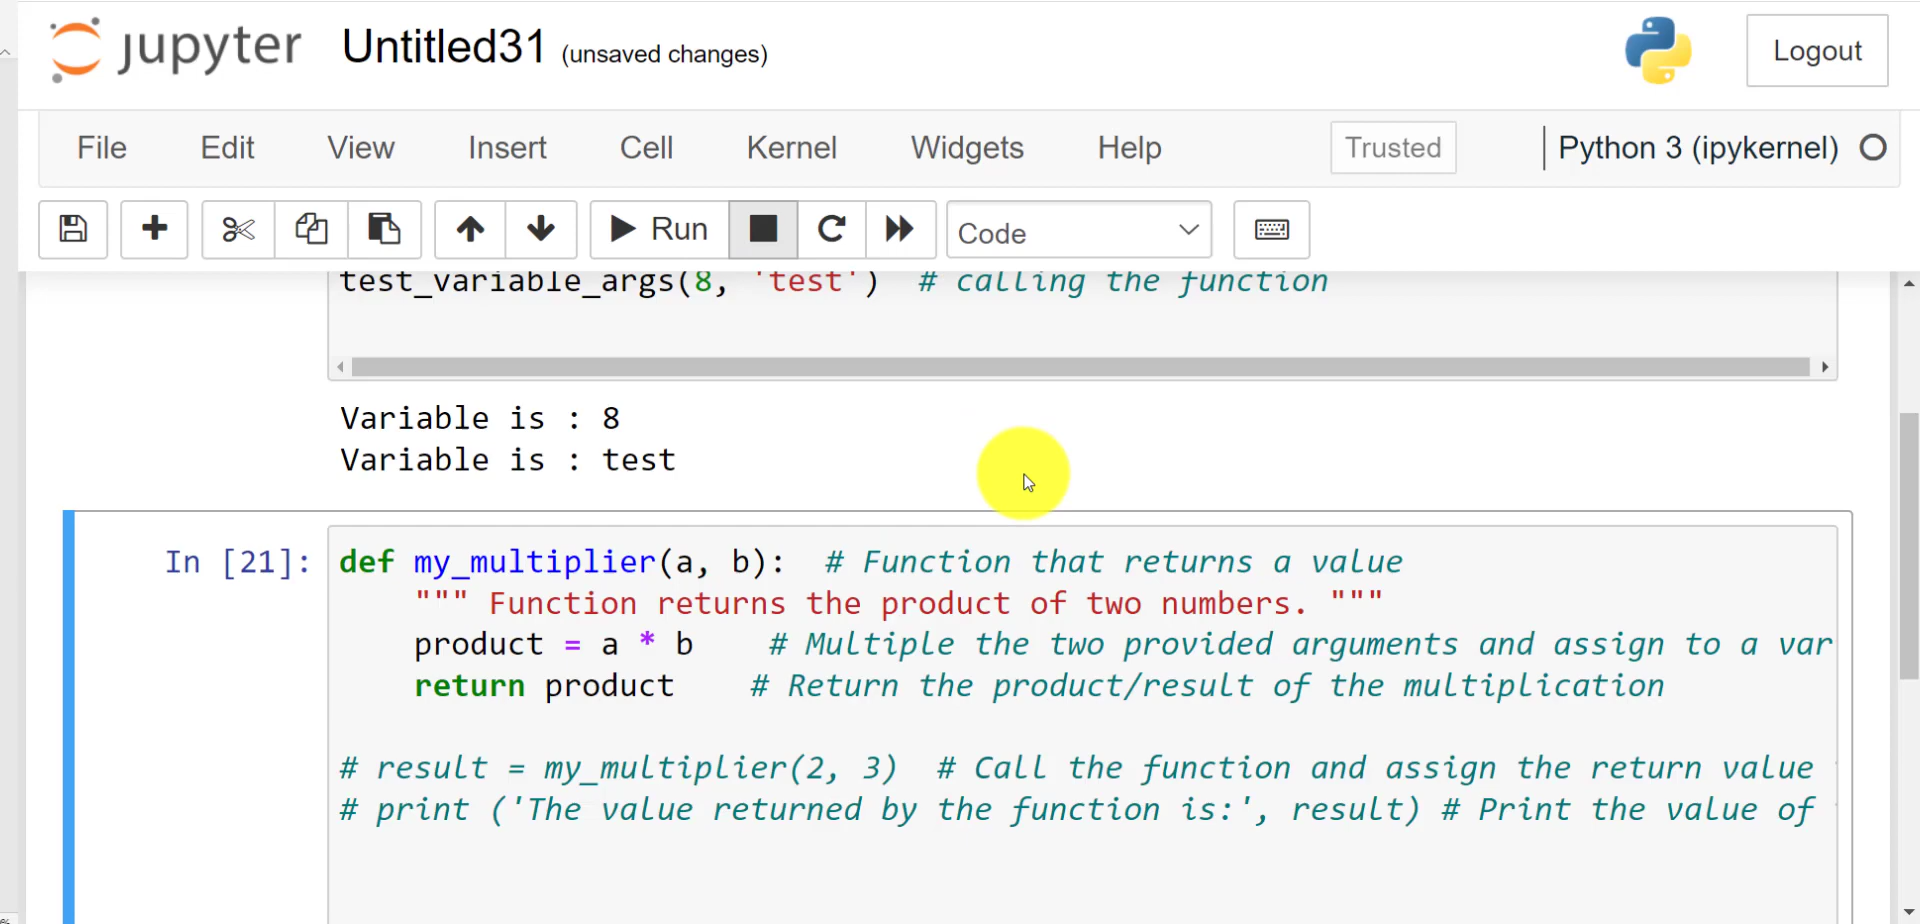 jupyter Untitled31 (unsaved changes) Logout
File Edit View Insert Cell Kernel Widgets Help Trusted Python 3 (ipykernel)
Run Code
test_variable_args(8, 'test') # calling the function
Variable is : 8
Variable is : test
In [21]: def my_multiplier(a, b): # Function that returns a value
""" Function returns the product of two numbers. """
product = a * b # Multiple the two provided arguments and assign to a var
return product # Return the product/result of the multiplication
# result = my_multiplier(2, 3) # Call the function and assign the return value
# print ('The value returned by the function is:', result) # Print the value of